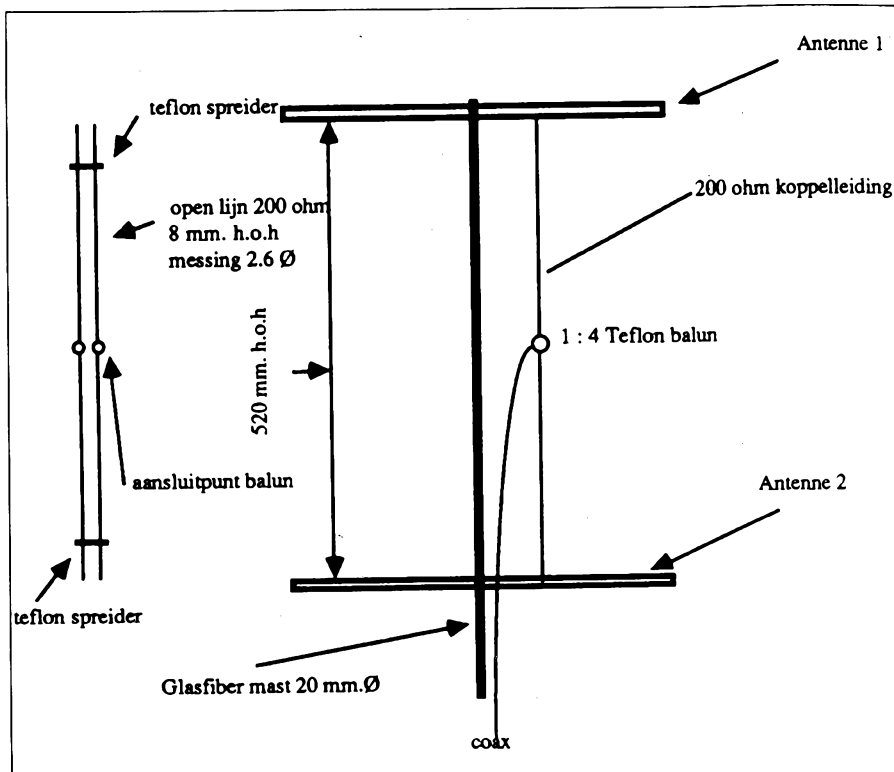 Antenne 1
teflon spreider
200 ohm koppelleiding
open lijn 200 ohm
8 mm. h.o.h
messing 2.6 Ø
1 : 4 Teflon balun
520 mm. h.o.h
aansluitpunt balun
Antenne 2
teflon spreider
Glasfiber mast 20 mm.Ø
coax